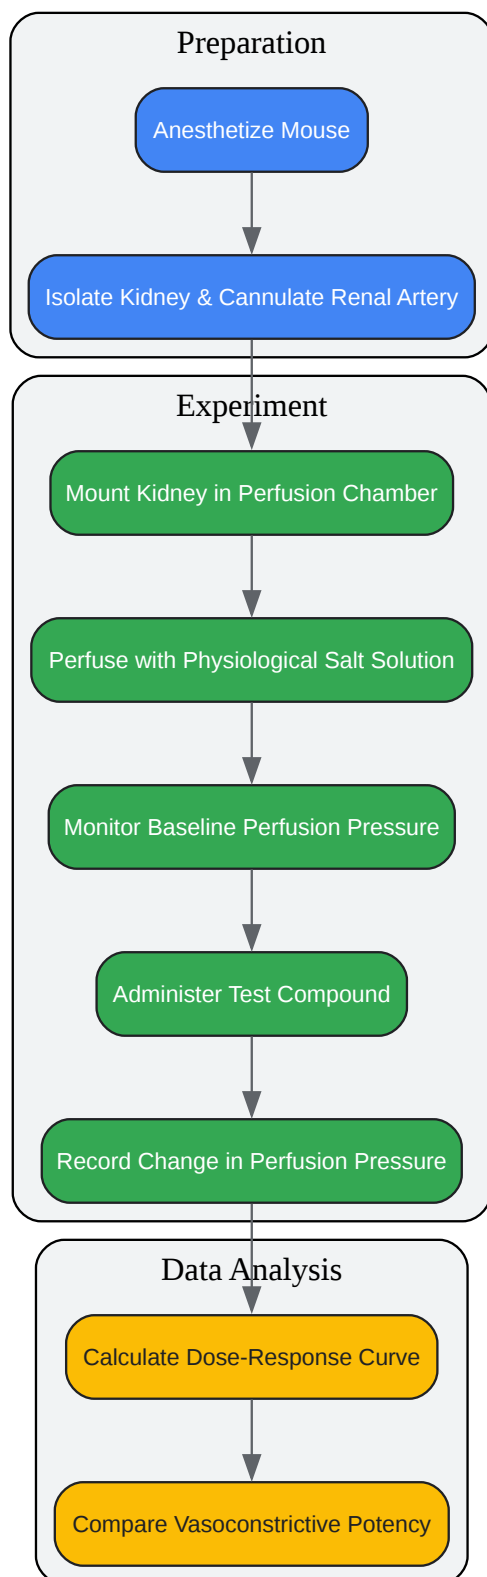 Preparation
Anesthetize Mouse
Isolate Kidney & Cannulate Renal Artery
Experiment
Mount Kidney in Perfusion Chamber
Perfuse with Physiological Salt Solution
Monitor Baseline Perfusion Pressure
Administer Test Compound
Record Change in Perfusion Pressure
Data Analysis
Calculate Dose-Response Curve
Compare Vasoconstrictive Potency